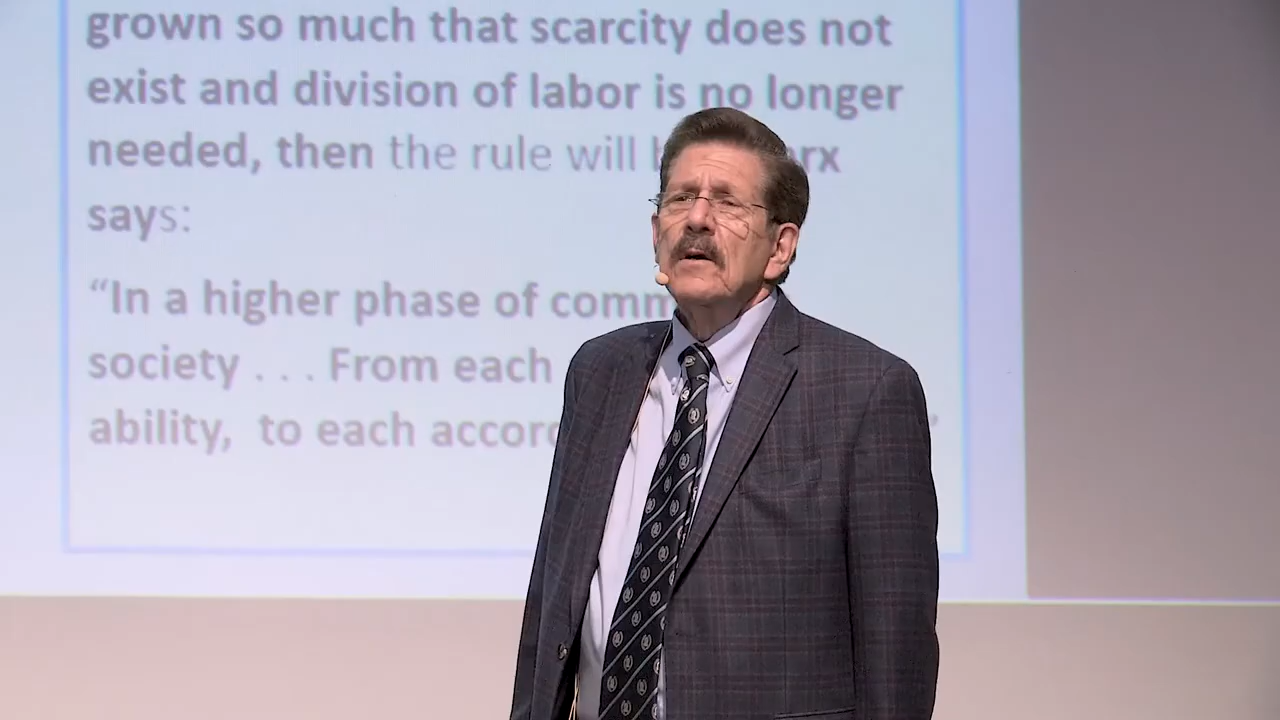 grown so much that scarcity does not
exist and division of labor is no longer
needed, then the rule will
says:
“In a higher phase of
society . . . From each
ability, to each